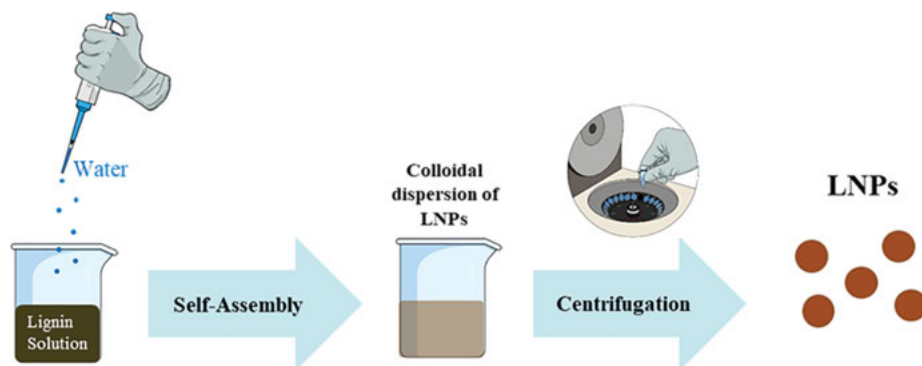 Water
Lignin
Solution
Self-Assembly
Colloidal
dispersion of
LNPs
Centrifugation
LNPs